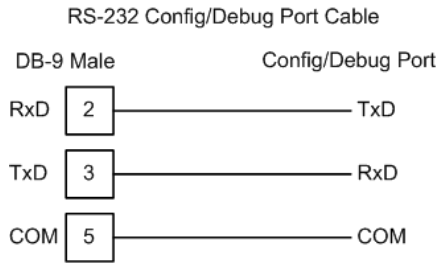 RS-232 Config/Debug Port Cable
DB-9 Male Config/Debug Port
RxD 2 TxD
TxD 3 RxD
COM 5 COM